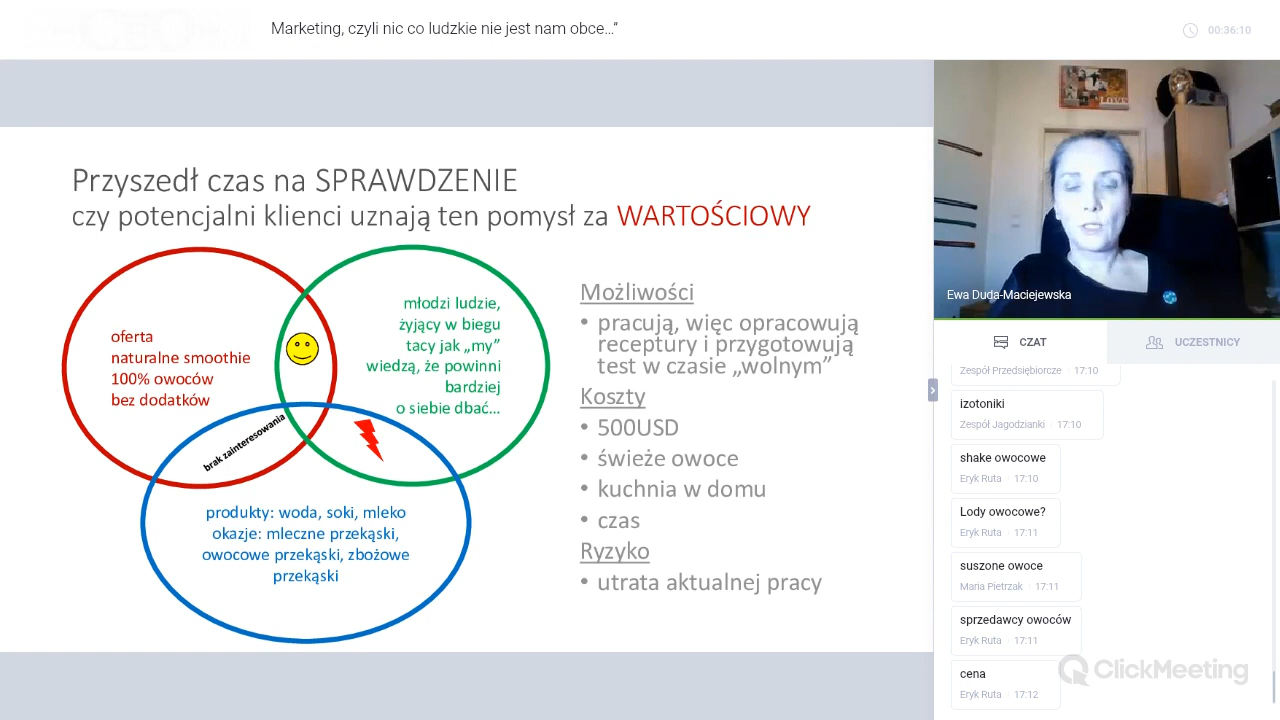 Marketing, czyli nic co ludzkie nie jest nam obce..."
00:36:10
Przyszedł czas na SPRAWDZENIE
czy potencjalni klienci uznają ten pomysł za WARTOŚCIOWY
oferta
naturalne smoothie
100% owoców
bez dodatków
młodzi ludzie,
żyjący w biegu
tacy jak „my”
wiedzą, że powinni
bardziej
o siebie dbać…
brak zainteresowania
produkty: woda, soki, mleko
okazje: mleczne przekąski,
owocowe przekąski, zbożowe
przekąski
Możliwości
• pracują, więc opracowują
receptury i przygotowują
test w czasie „wolnym”
Koszty
• 500USD
• świeże owoce
• kuchnia w domu
• czas
Ryzyko
• utrata aktualnej pracy
LOVE
Ewa Duda-Maciejewska
CZAT
UCZESTNICY
Zespół Przedsiębiorcze 17:10
izotoniki
Zespół Jagodzianki 17:10
shake owocowe
Eryk Ruta 17:10
Lody owocowe?
Eryk Ruta 17:11
suszone owoce
Maria Pietrzak 17:11
sprzedawcy owoców
Eryk Ruta 17:11
cena
Eryk Ruta 17:12
ClickMeeting